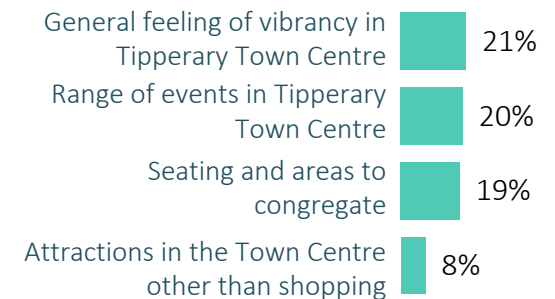 General feeling of vibrancy in
Tipperary Town Centre
21%
Range of events in Tipperary
Town Centre
20%
Seating and areas to
congregate
19%
Attractions in the Town Centre
other than shopping
8%